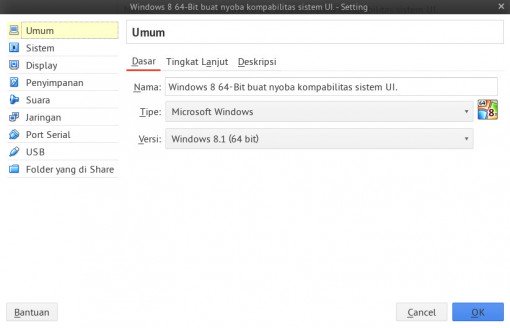 Windows 8 64-Bit buat nyoba kompabilitas sistem UI. - Setting
Umum
Sistem
Display
Penyimpanan
Suara
Jaringan
Port Serial
USB
Folder yang di Share
Umum
Dasar Tingkat Lanjut Deskripsi
Nama: Windows 8 64-Bit buat nyoba kompabilitas sistem UI.
Tipe: Microsoft Windows
Versi: Windows 8.1 (64 bit)
64
8
Bantuan Cancel OK